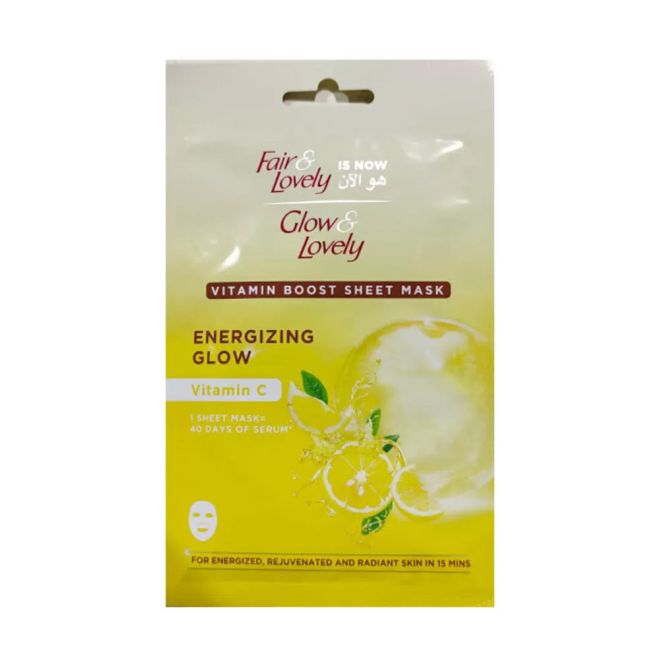 Fair & Lovely
IS NOW
هو الآن
Glow & Lovely
VITAMIN BOOST SHEET MASK
ENERGIZING
GLOW
Vitamin C
1 SHEET MASK=
40 DAYS OF SERUM*
FOR ENERGIZED, REJUVENATED AND RADIANT SKIN IN 15 MINS